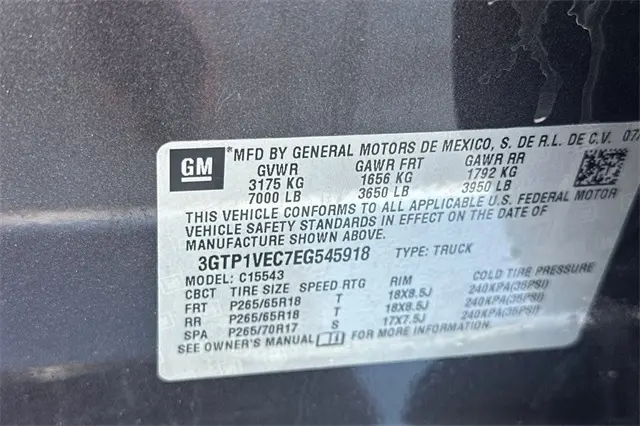 GM *MFD BY GENERAL MOTORS DE MEXICO, S. DE R.L. DE C.V. 07/
GVWR GAWR FRT GAWR RR
3175 KG 1656 KG 1792 KG
7000 LB 3650 LB 3950 LB
THIS VEHICLE CONFORMS TO ALL APPLICABLE U.S. FEDERAL MOTOR
VEHICLE SAFETY STANDARDS IN EFFECT ON THE DATE OF
MANUFACTURE SHOWN ABOVE.
3GTP1VEC7EG545918 TYPE: TRUCK
MODEL: C15543
CBCT TIRE SIZE SPEED RTG RIM COLD TIRE PRESSURE
FRT P265/65R18 T 18X8.5J 240KPA(35PSI)
RR P265/65R18 T 18X8.5J 240KPA(35PSI)
SPA P265/70R17 S 17X7.5J 240KPA(35PSI)
SEE OWNER'S MANUAL FOR MORE INFORMATION.